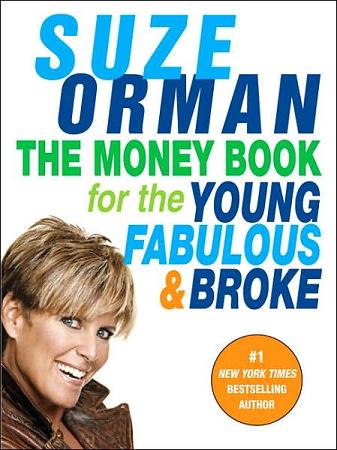 SUZE
ORMAN
THE MONEY BOOK
for the YOUNG
FABULOUS
& BROKE
#1
NEW YORK TIMES
BESTSELLING
AUTHOR